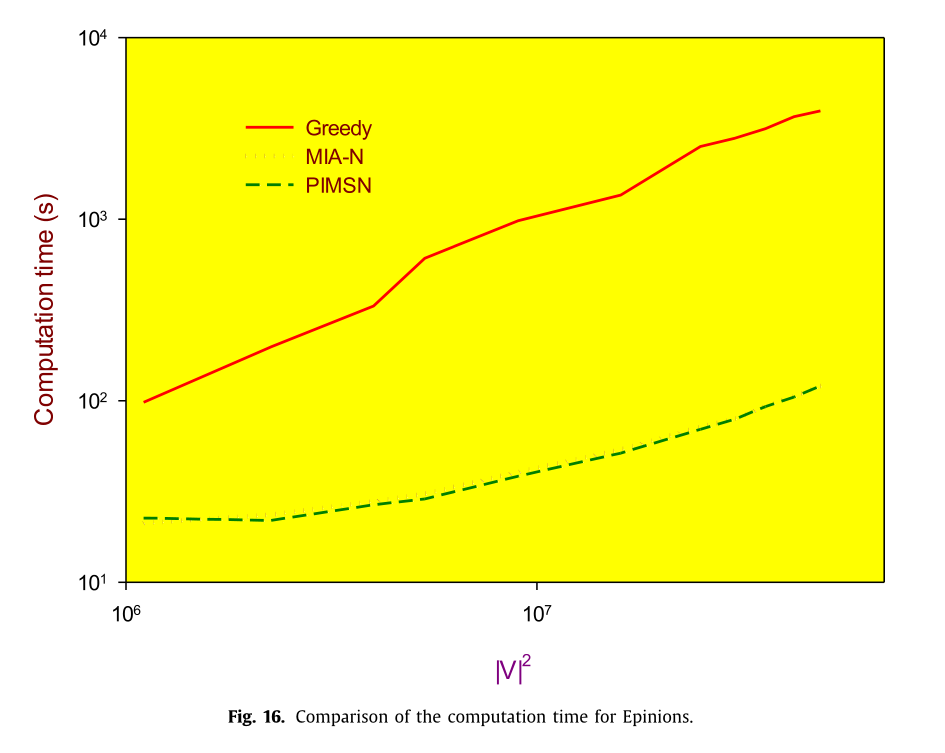 10⁴
Greedy
MIA-N
PIMSN
10³
Computation time (s)
10²
10¹
10⁶ 10⁷
|V|²
Fig. 16. Comparison of the computation time for Epinions.